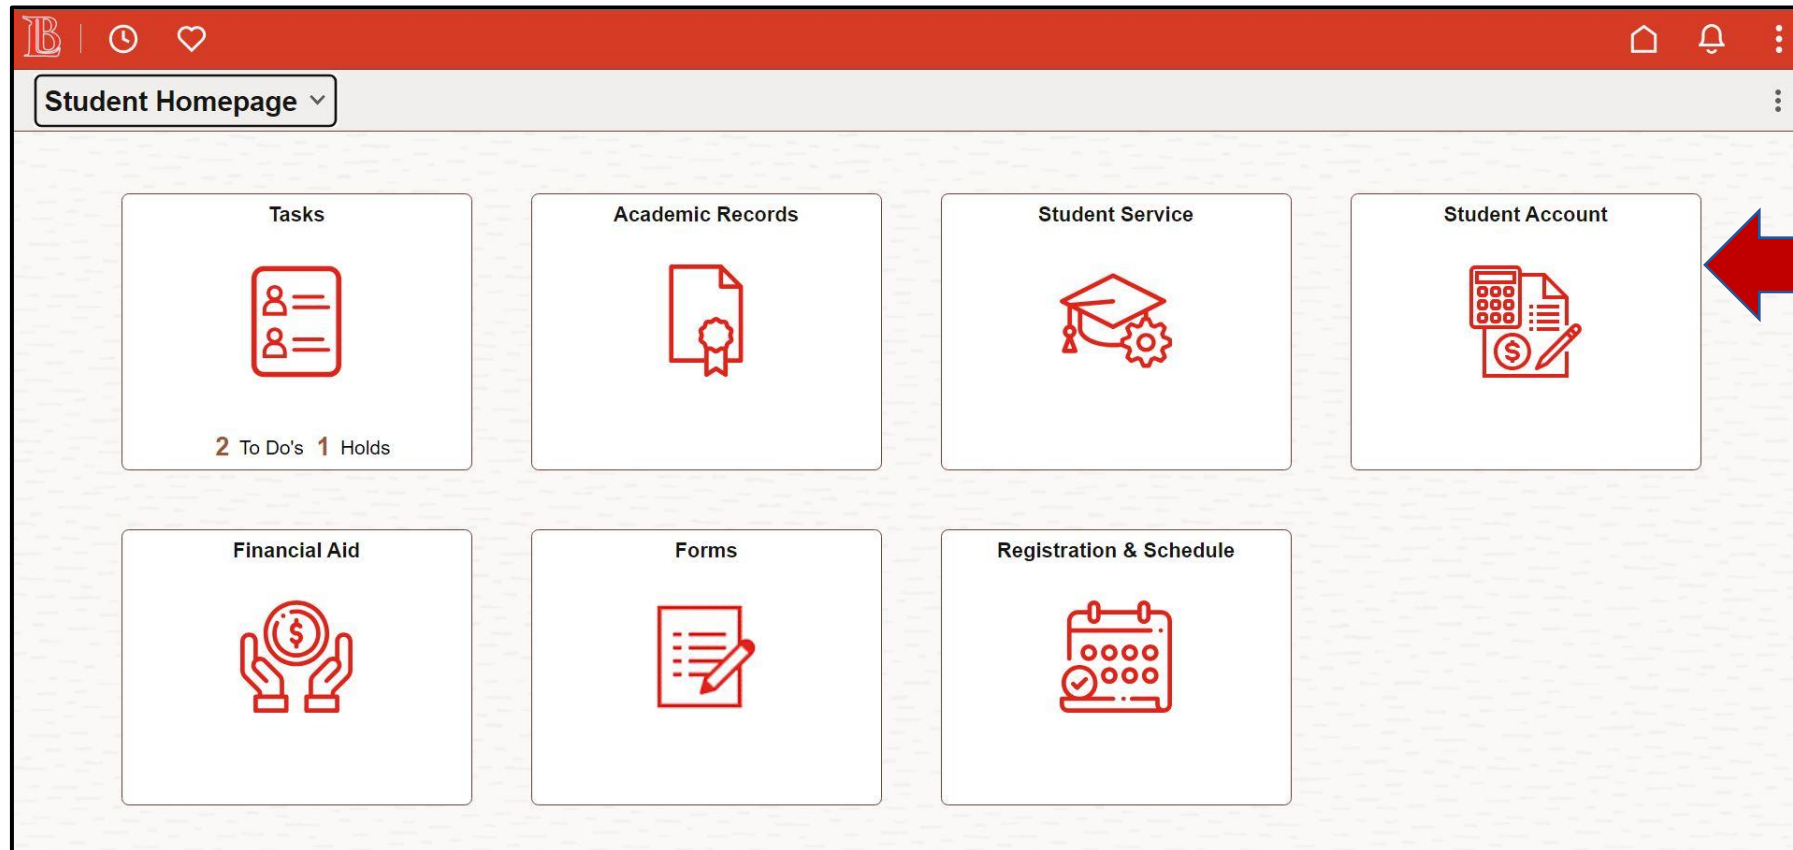 LB
Student Homepage
Tasks
2 To Do's 1 Holds
Academic Records
Student Service
Student Account
Financial Aid
Forms
Registration & Schedule